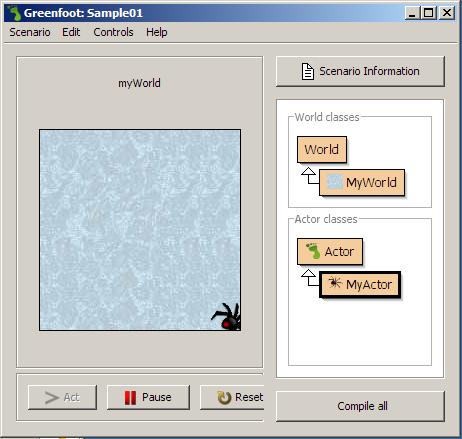 Greenfoot: Sample01
Scenario Edit Controls Help
myWorld
Scenario Information
World classes
World
MyWorld
Actor classes
Actor
MyActor
Act
Pause
Reset
Compile all